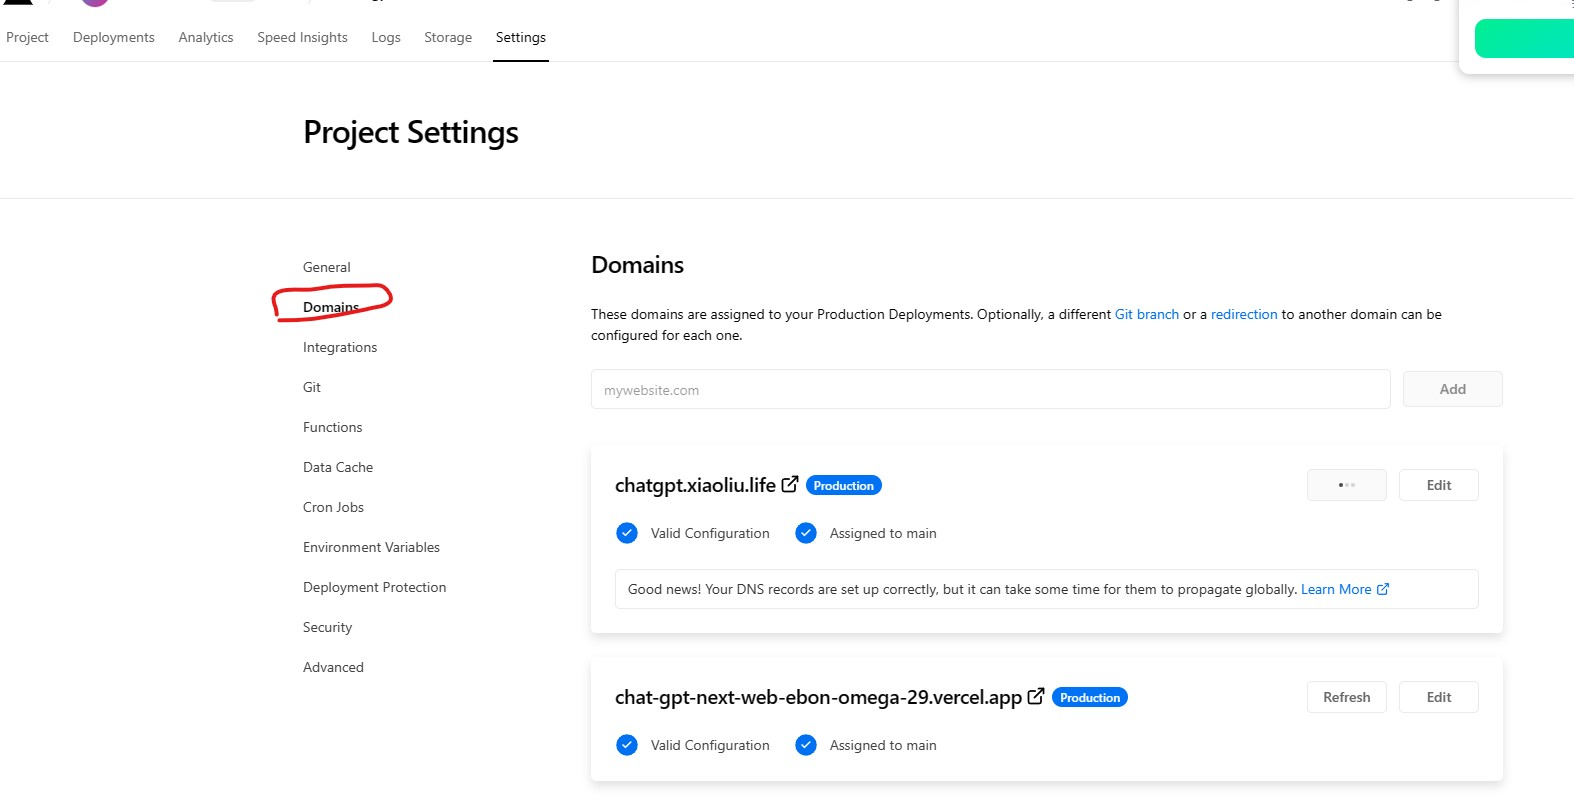 Project Deployments Analytics Speed Insights Logs Storage Settings
Project Settings
General
Domains
Integrations
Git
Functions
Data Cache
Cron Jobs
Environment Variables
Deployment Protection
Security
Advanced
Domains
These domains are assigned to your Production Deployments. Optionally, a different Git branch or a redirection to another domain can be
configured for each one.
mywebsite.com Add
chatgpt.xiaoliu.life Production Edit
Valid Configuration Assigned to main
Good news! Your DNS records are set up correctly, but it can take some time for them to propagate globally. Learn More
chat-gpt-next-web-ebon-omega-29.vercel.app Production Refresh Edit
Valid Configuration Assigned to main